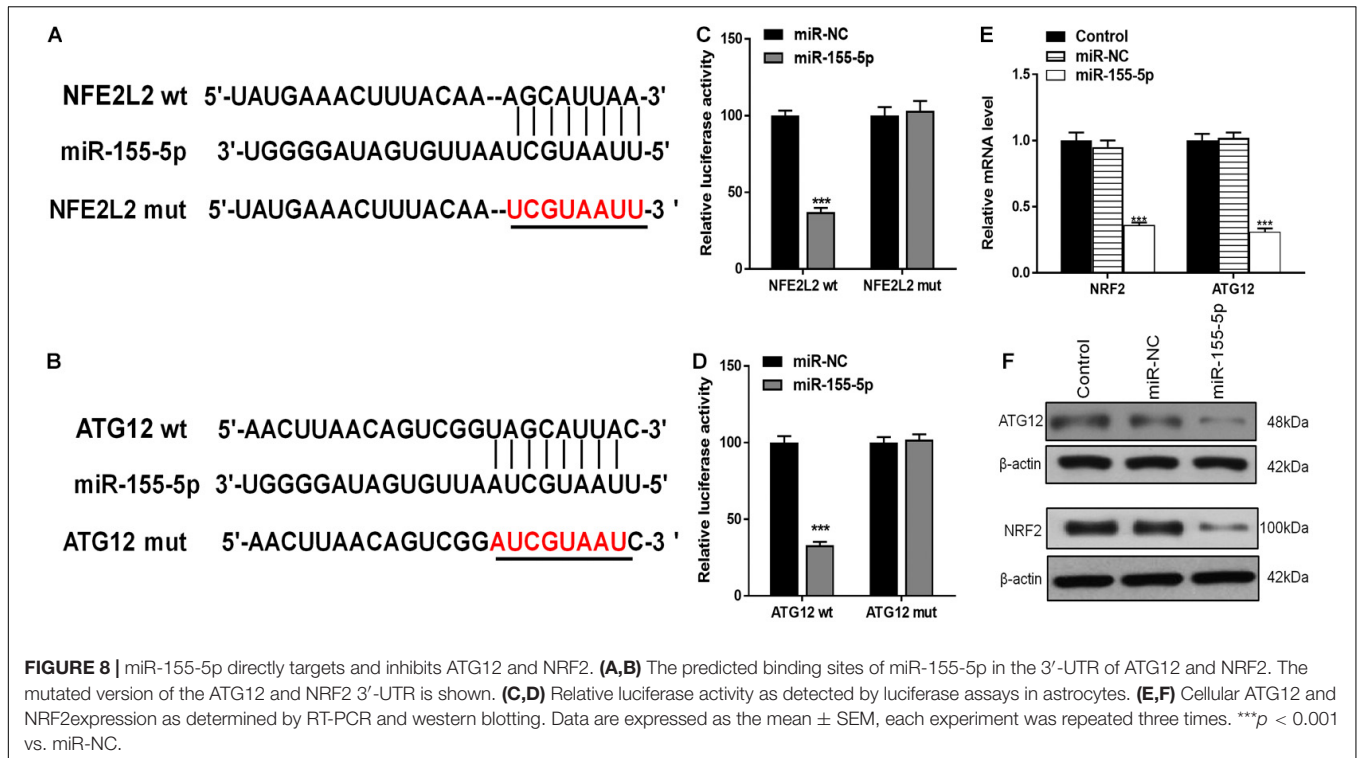 A
NFE2L2 wt 5'-UAUGAAACUUUACAA--AGCAUUAA-3'
miR-155-5p 3'-UGGGGAUAGUGUUAAUCGUAAUU-5'
NFE2L2 mut 5'-UAUGAAACUUUACAA--UCGUAAUU-3 '
B
ATG12 wt 5'-AACUUAACAGUCGGUAGCAUUAC-3'
miR-155-5p 3'-UGGGGAUAGUGUUAAUCGUAAUU-5'
ATG12 mut 5'-AACUUAACAGUCGGAUCGUAAUC-3 '
C
miR-NC
miR-155-5p
Relative luciferase activity
150
100
50
0
***
NFE2L2 wt NFE2L2 mut
D
miR-NC
miR-155-5p
Relative luciferase activity
150
100
50
0
***
ATG12 wt ATG12 mut
E
Control
miR-NC
miR-155-5p
Relative mRNA level
1.5
1.0
0.5
0.0
*** ***
NRF2 ATG12
F
Control miR-NC miR-155-5p
ATG12 48kDa
β-actin 42kDa
NRF2 100kDa
β-actin 42kDa
FIGURE 8 | miR-155-5p directly targets and inhibits ATG12 and NRF2. (A,B) The predicted binding sites of miR-155-5p in the 3′-UTR of ATG12 and NRF2. The
mutated version of the ATG12 and NRF2 3′-UTR is shown. (C,D) Relative luciferase activity as detected by luciferase assays in astrocytes. (E,F) Cellular ATG12 and
NRF2expression as determined by RT-PCR and western blotting. Data are expressed as the mean ± SEM, each experiment was repeated three times. ***p < 0.001
vs. miR-NC.